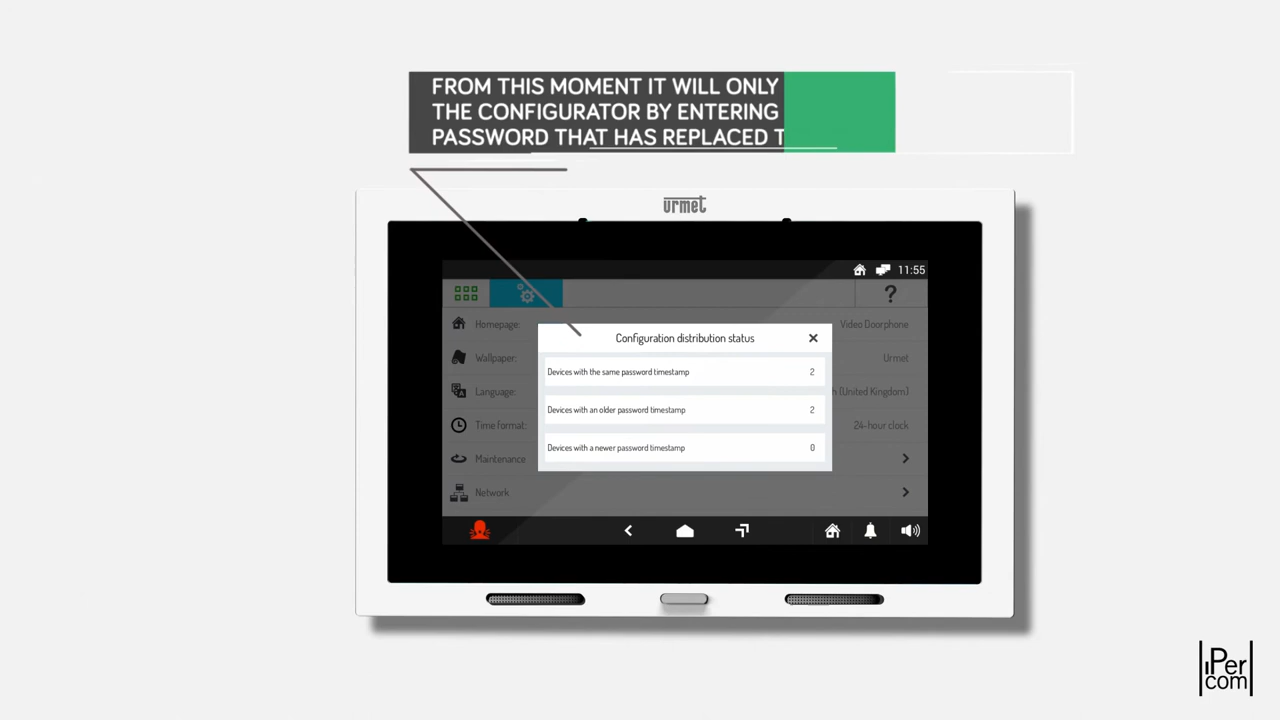 FROM THIS MOMENT IT WILL ONLY
THE CONFIGURATOR BY ENTERING
PASSWORD THAT HAS REPLACED T
urmet
11:55
?
Homepage:
Video Doorphone
Wallpaper:
Urmet
Language:
h (United Kingdom)
Time format:
24-hour clock
Maintenance
Network
Configuration distribution status
Devices with the same password timestamp 2
Devices with an older password timestamp 2
Devices with a newer password timestamp 0
iPer
com